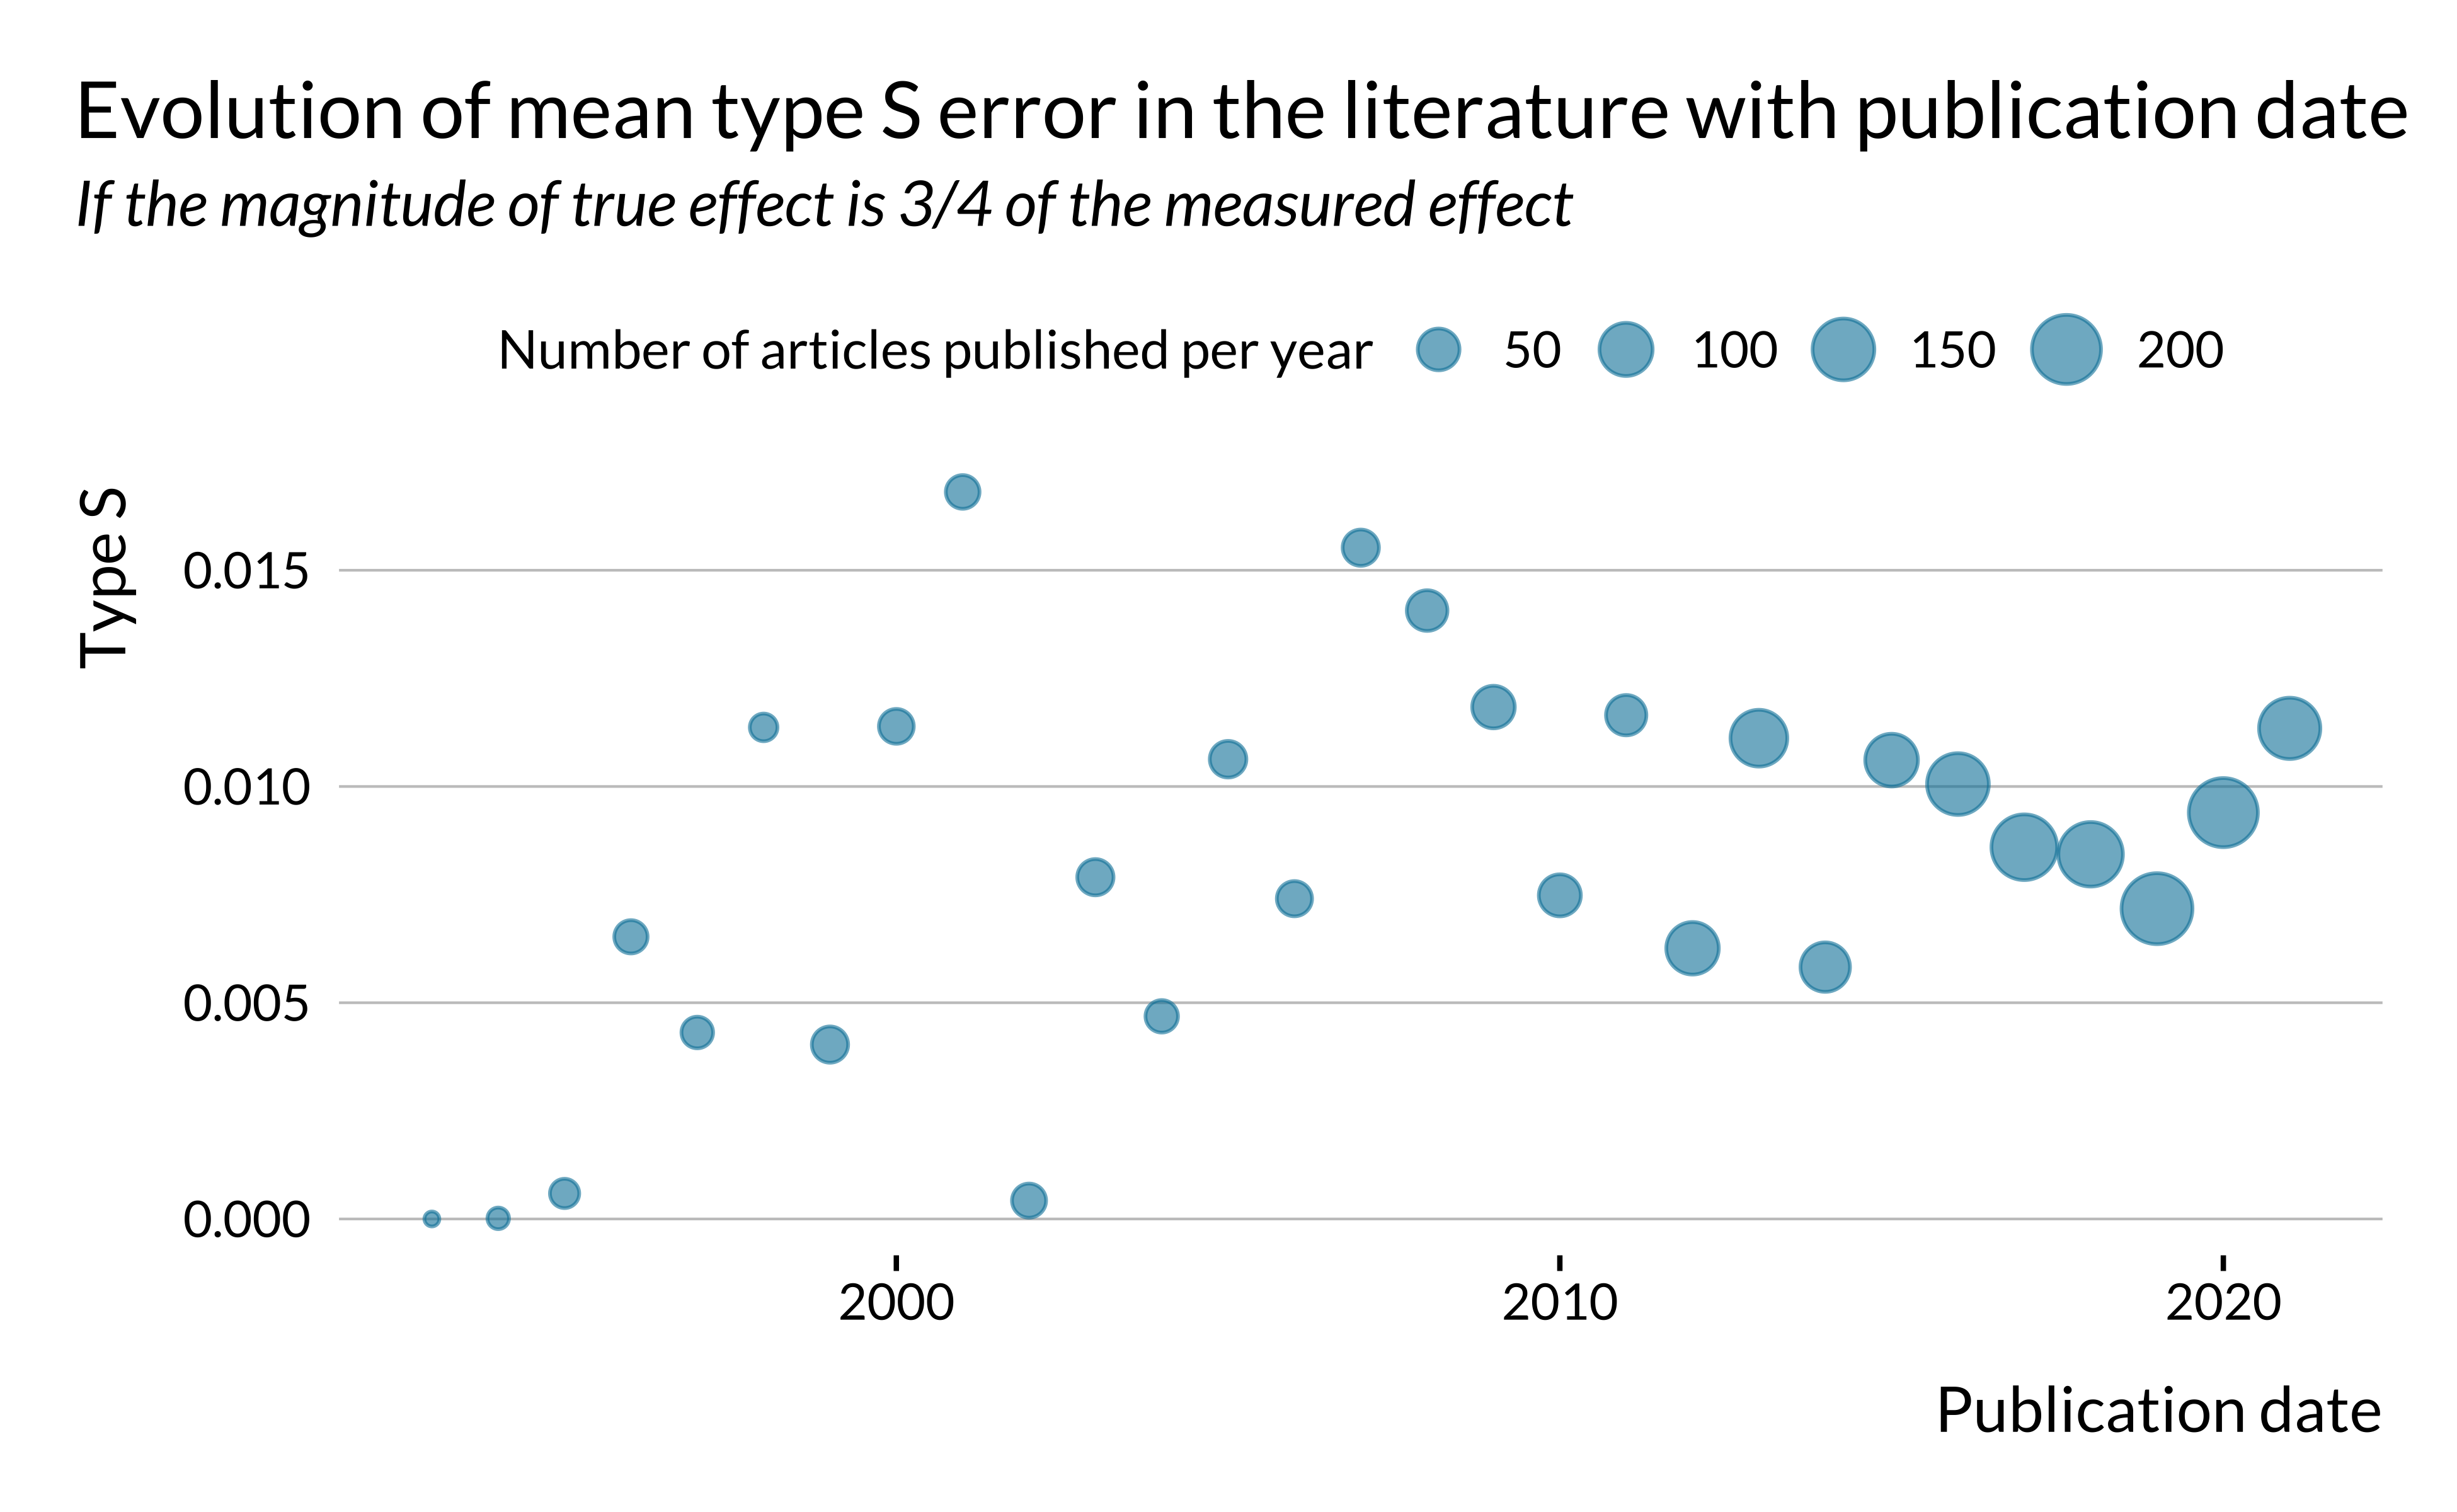 Evolution of mean type S error in the literature with publication date
If the magnitude of true effect is 3/4 of the measured effect
Number of articles published per year 50 100 150 200
Type S
0.015
0.010
0.005
0.000
2000 2010 2020
Publication date